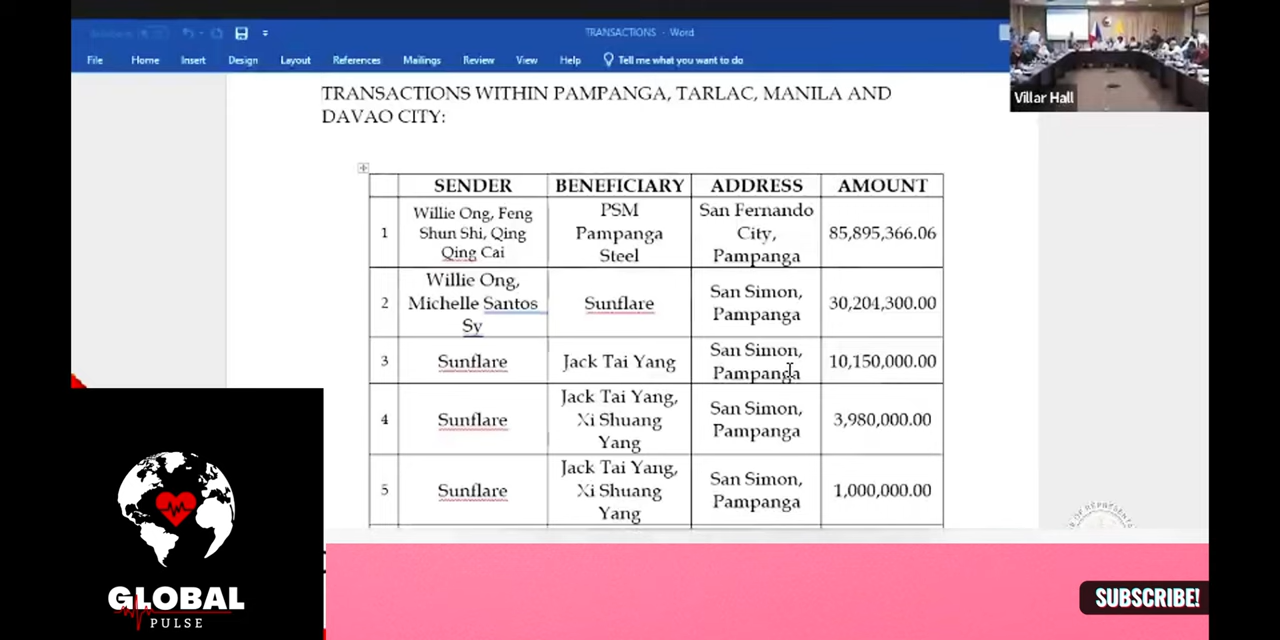 TRANSACTIONS - Word
File Home Insert Design Layout References Mailings Review View Help Tell me what you want to do
Villar Hall
TRANSACTIONS WITHIN PAMPANGA, TARLAC, MANILA AND
DAVAO CITY:
SENDER BENEFICIARY ADDRESS AMOUNT
1
Willie Ong, Feng
Shun Shi, Qing
Qing Cai
PSM
Pampanga
Steel
San Fernando
City,
Pampanga
85,895,366.06
2
Willie Ong,
Michelle Santos
Sy
Sunflare
San Simon,
Pampanga
30,204,300.00
3
Sunflare
Jack Tai Yang
San Simon,
Pampanga
10,150,000.00
4
Sunflare
Jack Tai Yang,
Xi Shuang
Yang
San Simon,
Pampanga
3,980,000.00
5
Sunflare
Jack Tai Yang,
Xi Shuang
Yang
San Simon,
Pampanga
1,000,000.00
GLOBAL
PULSE
SUBSCRIBE!